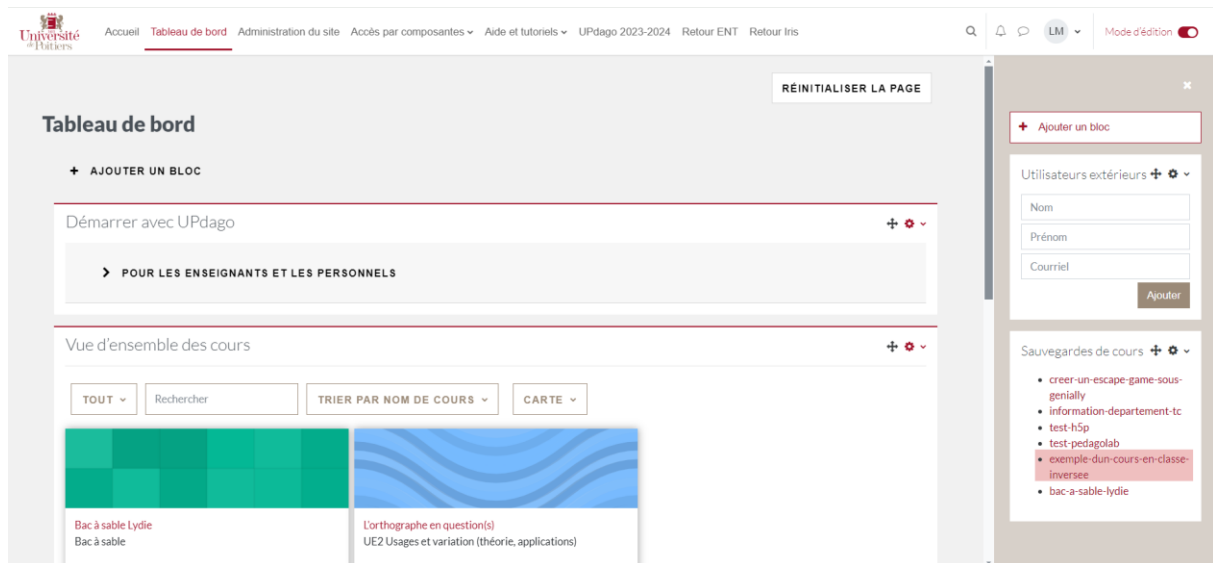 Université
de Poitiers
Accueil Tableau de bord Administration du site Accès par composantes Aide et tutoriels UPdago 2023-2024 Retour ENT Retour Iris LM Mode d'édition
RÉINITIALISER LA PAGE
Tableau de bord
+ AJOUTER UN BLOC
Démarrer avec UPdago
POUR LES ENSEIGNANTS ET LES PERSONNELS
Vue d'ensemble des cours
TOUT Rechercher TRIER PAR NOM DE COURS CARTE
Bac à sable Lydie
Bac à sable
L'orthographe en question(s)
UE2 Usages et variation (théorie, applications)
×
+ Ajouter un bloc
Utilisateurs extérieurs
Nom
Prénom
Courriel
Ajouter
Sauvegardes de cours
• creer-un-escape-game-sous-
genially
• information-departement-tc
• test-h5p
• test-pedagolab
• exemple-dun-cours-en-classe-
inversee
• bac-a-sable-lydie